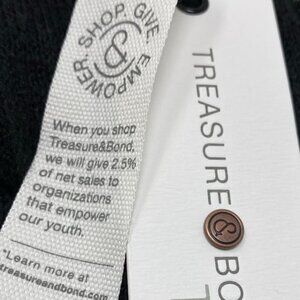 SHOP. GIVE. EMPOWER.
&
When you shop
Treasure&Bond,
we will give 2.5%
of net sales to
organizations
that empower
our youth.
*Learn more at
treasureandbond.com
TREASURE & BO